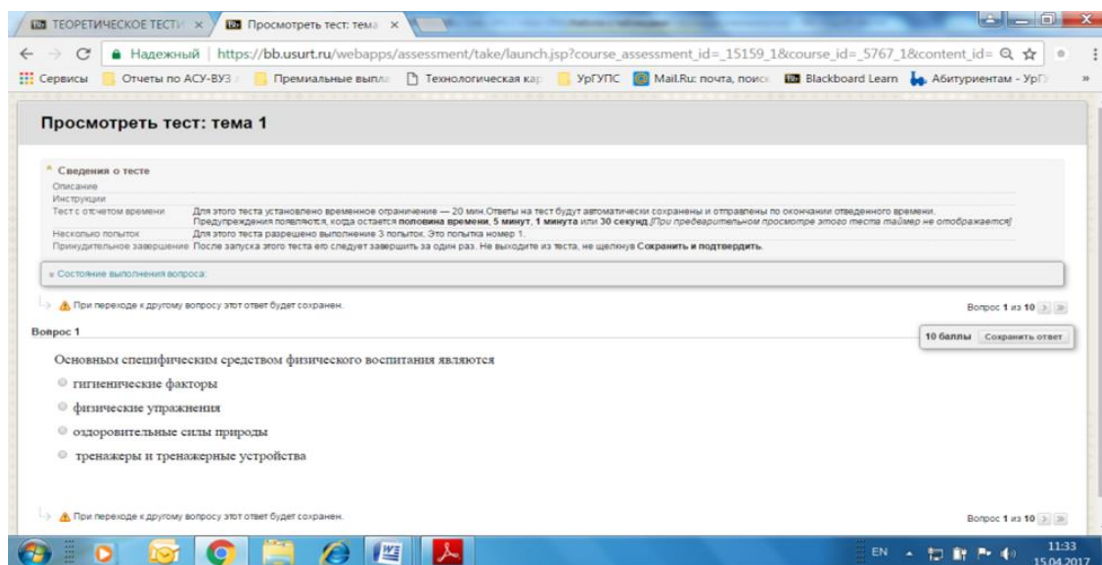 ТЕОРЕТИЧЕСКОЕ ТЕСТИ
Просмотреть тест: тема
Надежный https://bb.usurt.ru/webapps/assessment/take/launch.jsp?course_assessment_id=_15159_1&course_id=_5767_1&content_id=
Сервисы Отчеты по АСУ-ВУЗ Премиальные выпла Технологическая кар УрГУПС Mail.Ru: почта, поиск Blackboard Learn Абитуриентам - УрГ »
Просмотреть тест: тема 1
Сведения о тесте
Описание
Инструкции
Тест с отсчетом времени Для этого теста установлено временное ограничение — 20 мин.Ответы на тест будут автоматически сохранены и отправлены по окончании отведенного времени.
Предупреждения появляются, когда остается половина времени, 5 минут, 1 минута или 30 секунд.[При предварительном просмотре этого теста таймер не отображается]
Несколько попыток Для этого теста разрешено выполнение 3 попыток. Это попытка номер 1.
Принудительное завершение После запуска этого теста его следует завершить за один раз. Не выходите из теста, не щелкнув Сохранить и подтвердить.
Состояние выполнения вопроса:
При переходе к другому вопросу этот ответ будет сохранен. Вопрос 1 из 10 > »
Вопрос 1
10 баллы Сохранить ответ
Основным специфическим средством физического воспитания являются
гигиенические факторы
физические упражнения
оздоровительные силы природы
тренажеры и тренажерные устройства
При переходе к другому вопросу этот ответ будет сохранен. Вопрос 1 из 10 > »
EN 11:33
15.04.2017